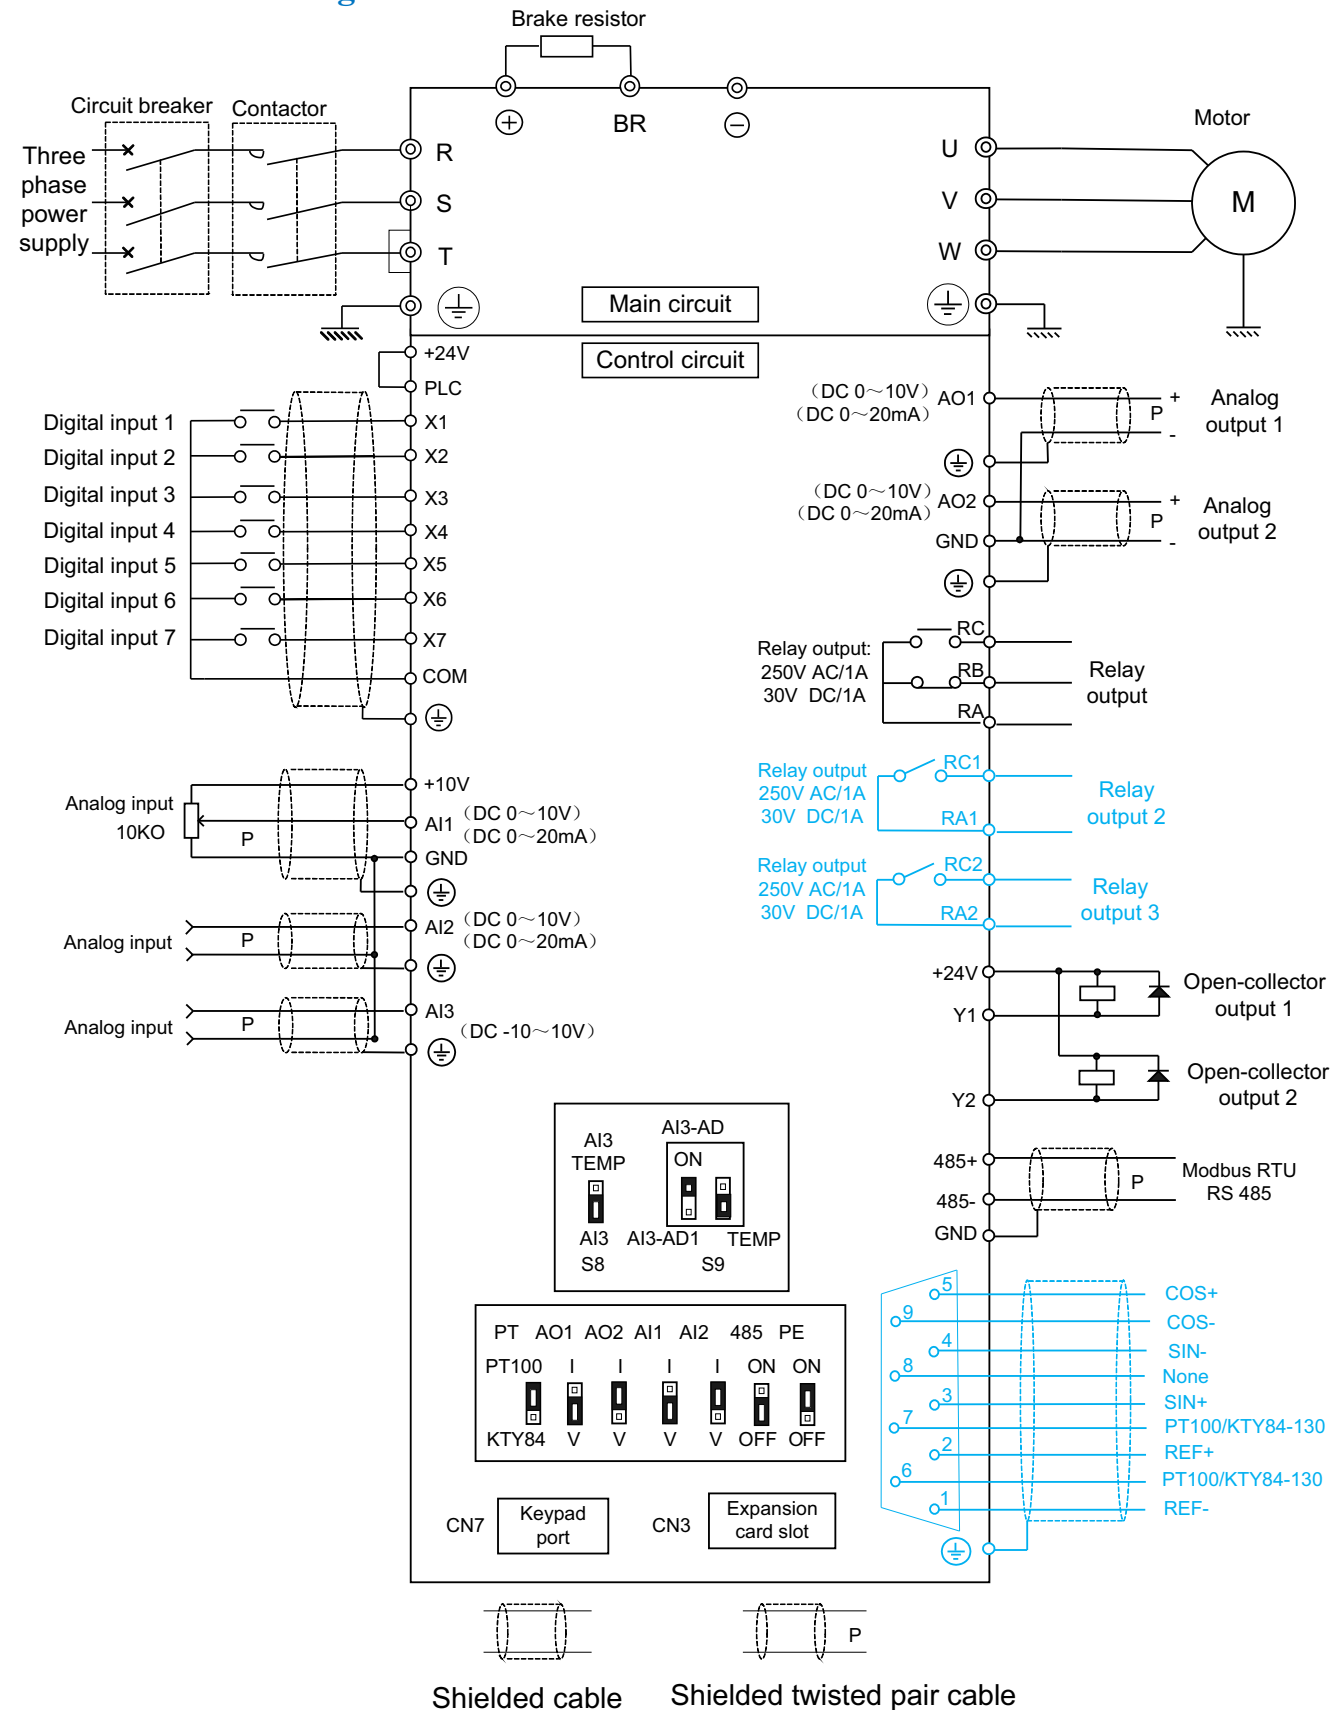 Brake resistor
Circuit breaker
Contactor
Motor
Three
phase
power
supply
R
S
T
BR
U
V
W
M
Main circuit
Control circuit
+24V
PLC
Digital input 1
X1
Digital input 2
X2
Digital input 3
X3
Digital input 4
X4
Digital input 5
X5
Digital input 6
X6
Digital input 7
X7
COM
(DC 0～10V)
(DC 0～20mA)
AO1
P
+
-
Analog
output 1
(DC 0～10V)
(DC 0～20mA)
AO2
GND
P
+
-
Analog
output 2
Relay output:
250V AC/1A
30V DC/1A
RC
RB
RA
Relay
output
Relay output
250V AC/1A
30V DC/1A
RC1
RA1
Relay
output 2
Relay output
250V AC/1A
30V DC/1A
RC2
RA2
Relay
output 3
Analog input
10KO
P
+10V
AI1
(DC 0～10V)
(DC 0～20mA)
GND
Analog input
P
AI2
(DC 0～10V)
(DC 0～20mA)
Analog input
P
AI3
(DC -10～10V)
+24V
Y1
Open-collector
output 1
Y2
Open-collector
output 2
485+
485-
GND
P
Modbus RTU
RS 485
AI3
TEMP
AI3
S8
AI3-AD
ON
AI3-AD1
TEMP
S9
PT AO1 AO2 AI1 AI2 485 PE
PT100 I I I I ON ON
KTY84 V V V V OFF OFF
5 COS+
9 COS-
4 SIN-
8 None
3 SIN+
7 PT100/KTY84-130
2 REF+
6 PT100/KTY84-130
1 REF-
CN7
Keypad
port
CN3
Expansion
card slot
P
Shielded cable
Shielded twisted pair cable